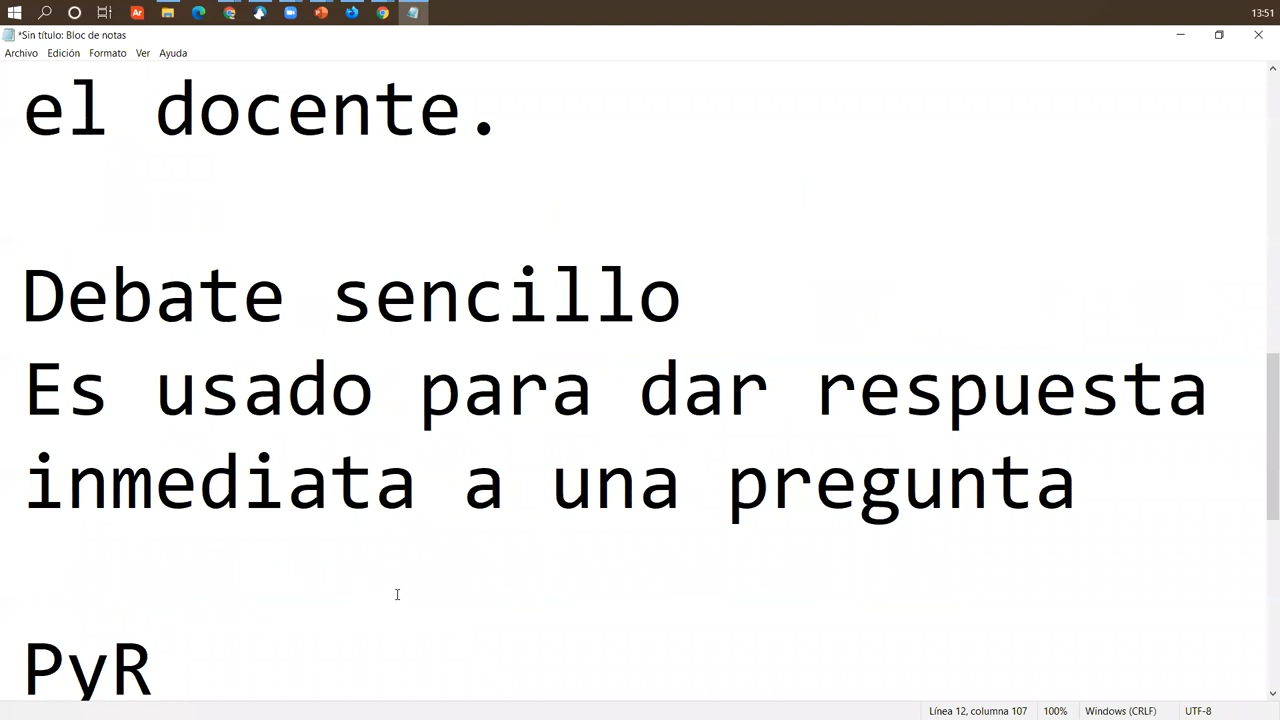 13:51
*Sin título: Bloc de notas
Archivo Edición Formato Ver Ayuda
el docente.
Debate sencillo
Es usado para dar respuesta
inmediata a una pregunta
PyR
Línea 12, columna 107 100% Windows (CRLF) UTF-8